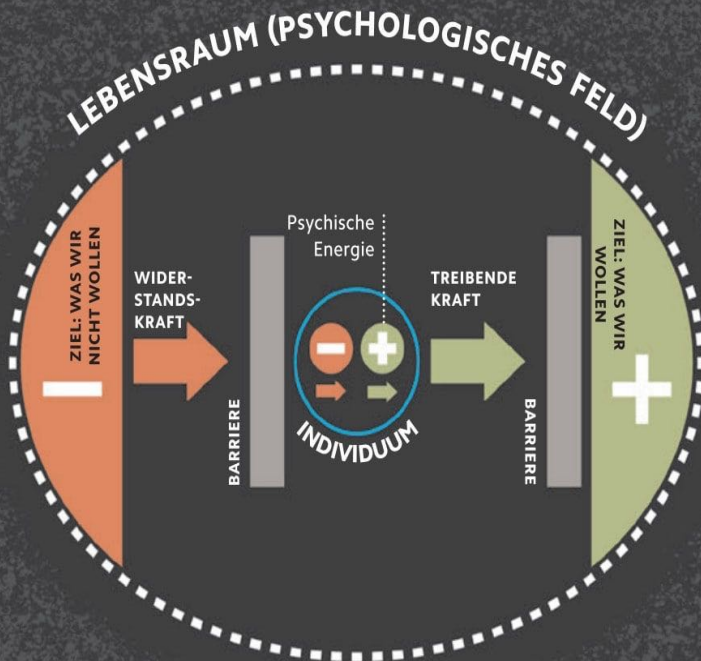 LEBENSRAUM (PSYCHOLOGISCHES FELD)
ZIEL: WAS WIR
NICHT WOLLEN
WIDER-
STANDS-
KRAFT
BARRIERE
Psychische
Energie
INDIVIDUUM
TREIBENDE
KRAFT
BARRIERE
ZIEL: WAS WIR
WOLLEN